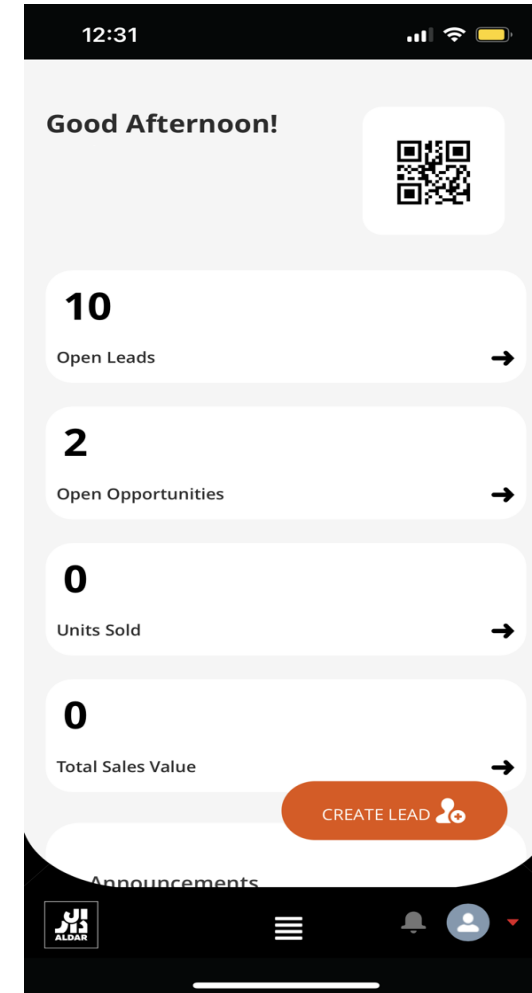 12:31
Good Afternoon!
10
Open Leads
2
Open Opportunities
0
Units Sold
0
Total Sales Value
CREATE LEAD
Announcements
الدار
ALDAR